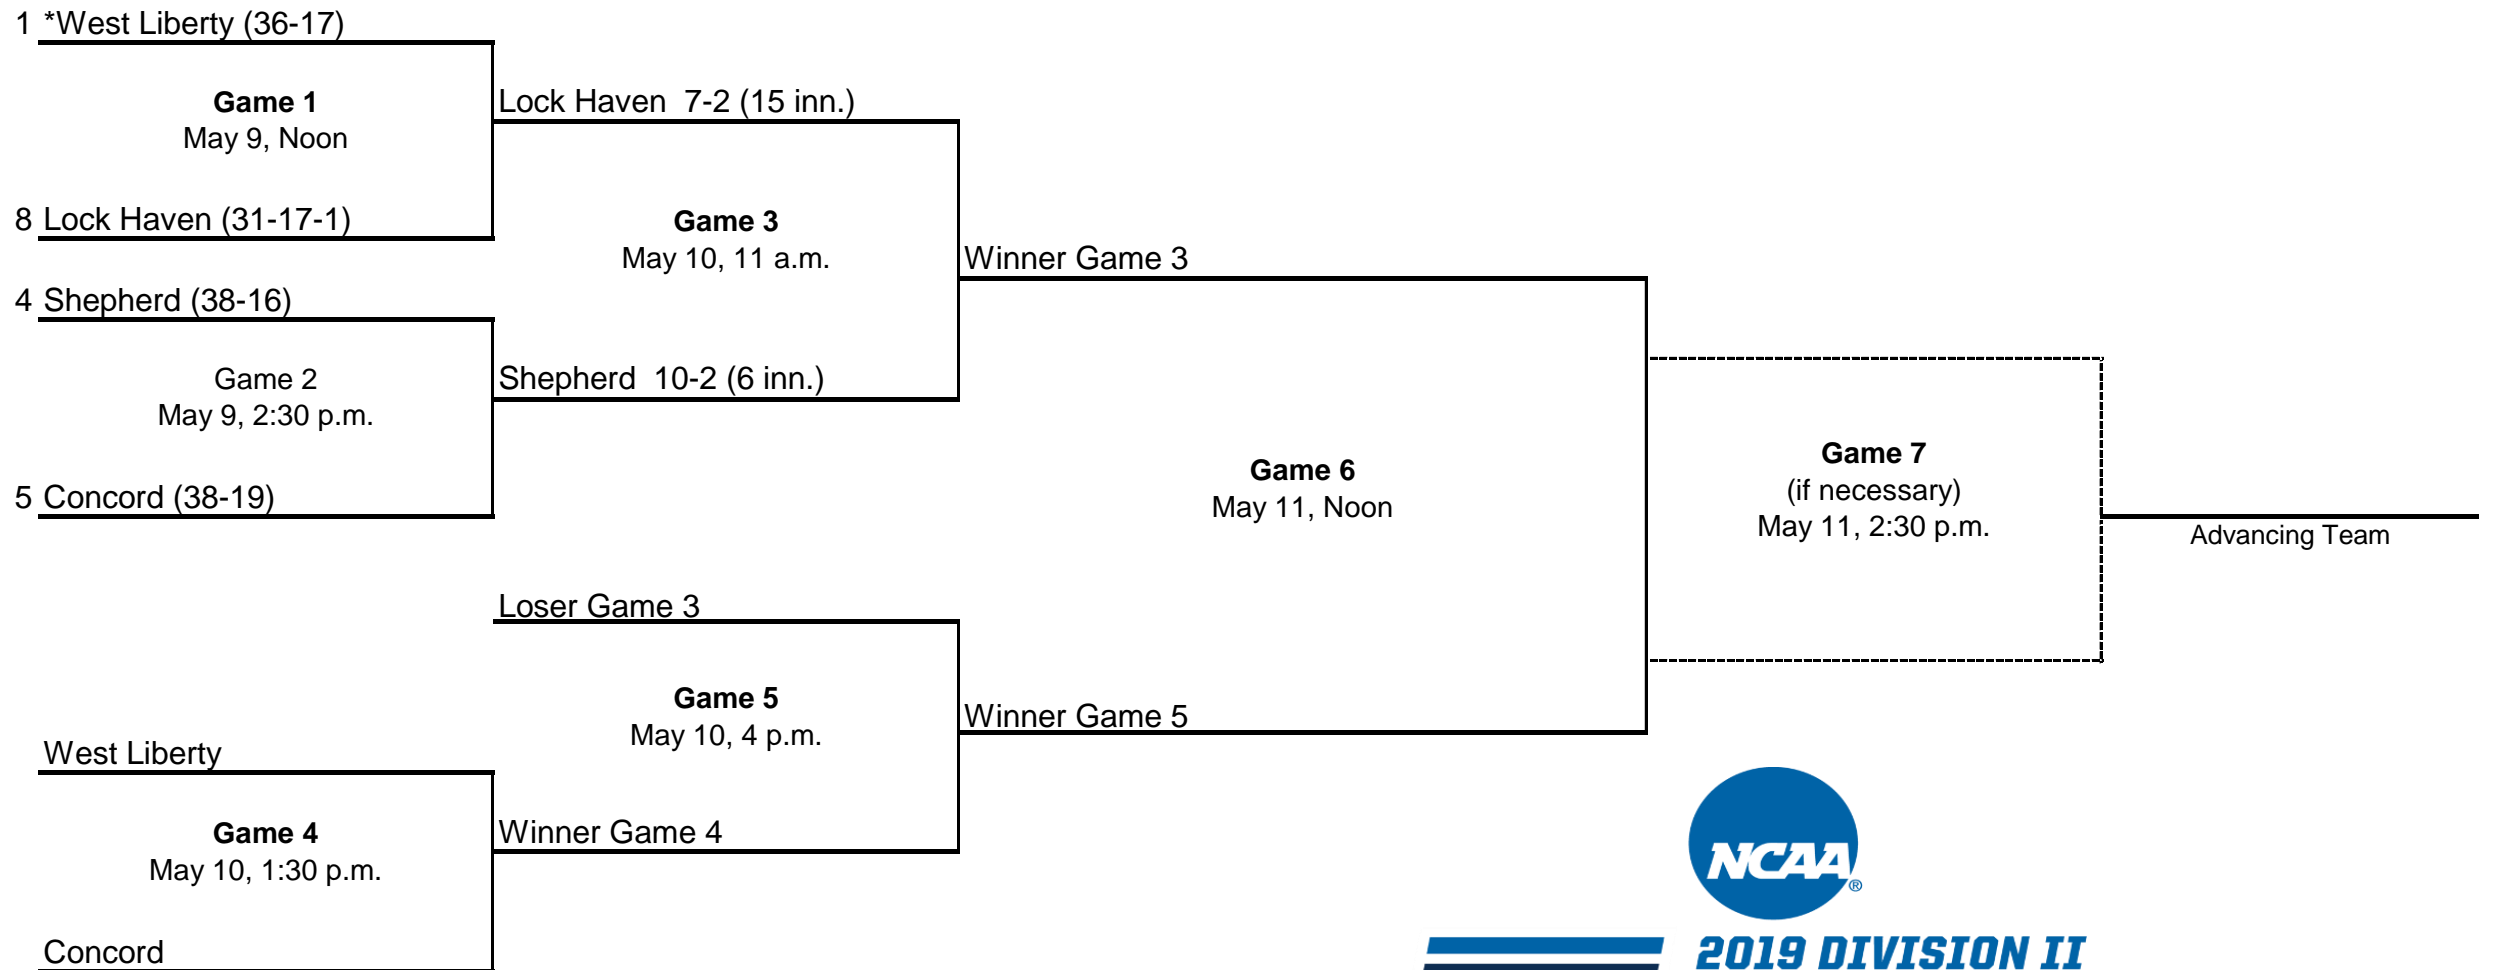 1 *West Liberty (36-17)
Game 1
May 9, Noon
Lock Haven 7-2 (15 inn.)
8 Lock Haven (31-17-1)
Game 3
May 10, 11 a.m.
Winner Game 3
4 Shepherd (38-16)
Game 2
May 9, 2:30 p.m.
Shepherd 10-2 (6 inn.)
5 Concord (38-19)
Game 6
May 11, Noon
Game 7
(if necessary)
May 11, 2:30 p.m.
Advancing Team
Loser Game 3
Game 5
May 10, 4 p.m.
Winner Game 5
West Liberty
Game 4
May 10, 1:30 p.m.
Winner Game 4
Concord
NCAA®
2019 DIVISION II